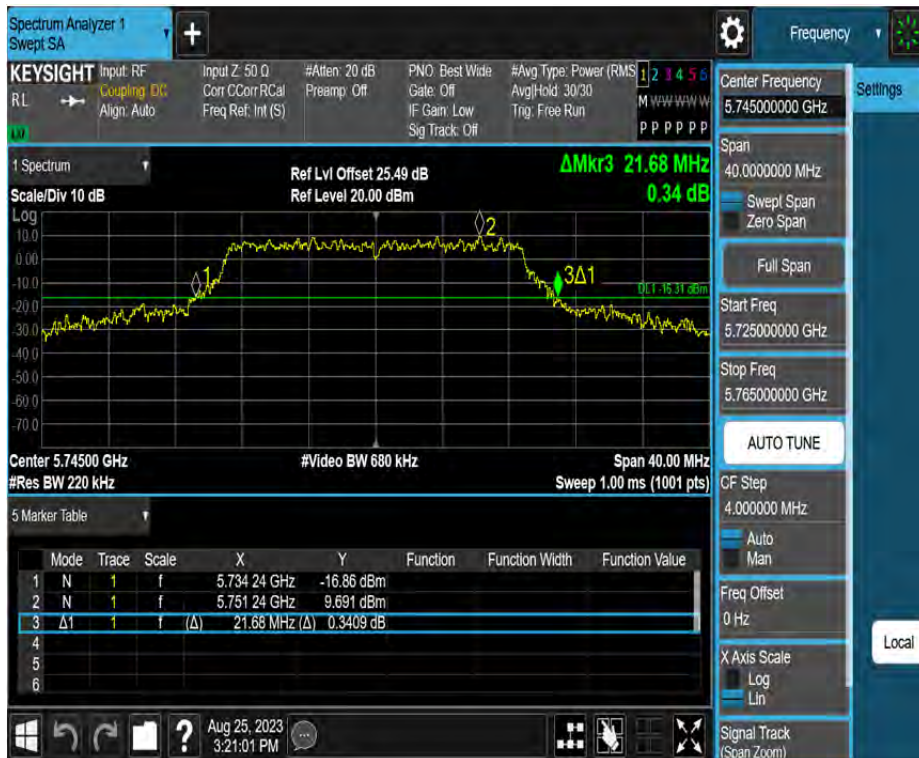 Spectrum Analyzer 1
Swept SA
Frequency
KEYSIGHT
RL
Input: RF
Coupling: DC
Align: Auto
Input Z: 50 Ω
Corr CCorr RCal
Freq Ref: Int (S)
#Atten: 20 dB
Preamp: Off
PNO: Best Wide
Gate: Off
IF Gain: Low
Sig Track: Off
#Avg Type: Power (RMS
Avg|Hold: 30/30
Trig: Free Run
1 2 3 4 5 6
M W W W W W
P P P P P P
1 Spectrum
Scale/Div 10 dB
Ref Lvl Offset 25.49 dB
Ref Level 20.00 dBm
ΔMkr3 21.68 MHz
0.34 dB
Log
10.0
0.00
-10.0
-20.0
-30.0
-40.0
-50.0
-60.0
-70.0
1
2
3Δ1
DL1 -16.31 dBm
Center 5.74500 GHz
#Video BW 680 kHz
Span 40.00 MHz
#Res BW 220 kHz
Sweep 1.00 ms (1001 pts)
5 Marker Table
Mode Trace Scale X Y Function Function Width Function Value
1 N 1 f 5.734 24 GHz -16.86 dBm
2 N 1 f 5.751 24 GHz 9.691 dBm
3 Δ1 1 f (Δ) 21.68 MHz (Δ) 0.3409 dB
4
5
6
Aug 25, 2023
3:21:01 PM
?
Center Frequency
5.745000000 GHz
Span
40.0000000 MHz
Swept Span
Zero Span
Full Span
Start Freq
5.725000000 GHz
Stop Freq
5.765000000 GHz
AUTO TUNE
CF Step
4.000000 MHz
Auto
Man
Freq Offset
0 Hz
X Axis Scale
Log
Lin
Signal Track
(Span Zoom)
Settings
Local